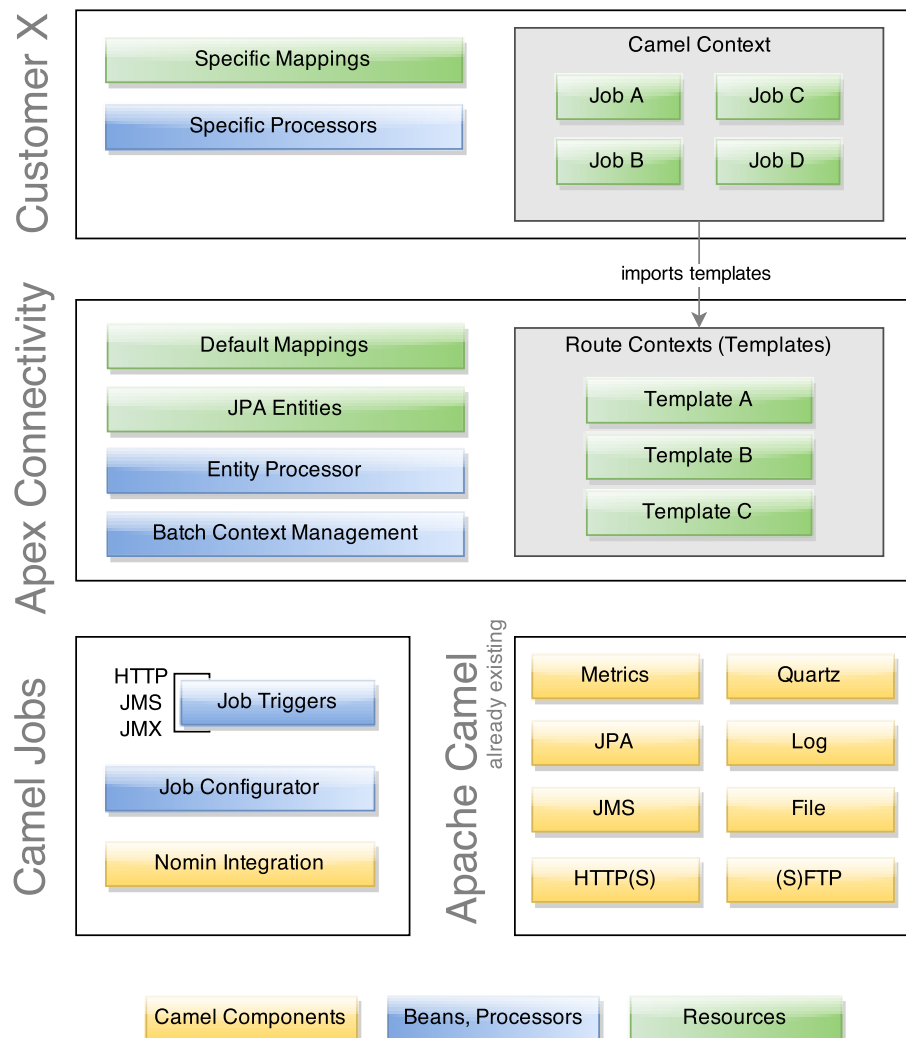 Customer X
Specific Mappings
Specific Processors
Camel Context
Job A
Job C
Job B
Job D
imports templates
Apex Connectivity
Default Mappings
JPA Entities
Entity Processor
Batch Context Management
Route Contexts (Templates)
Template A
Template B
Template C
Camel Jobs
HTTP
JMS
JMX
Job Triggers
Job Configurator
Nomin Integration
Apache Camel
already existing
Metrics
Quartz
JPA
Log
JMS
File
HTTP(S)
(S)FTP
Camel Components
Beans, Processors
Resources